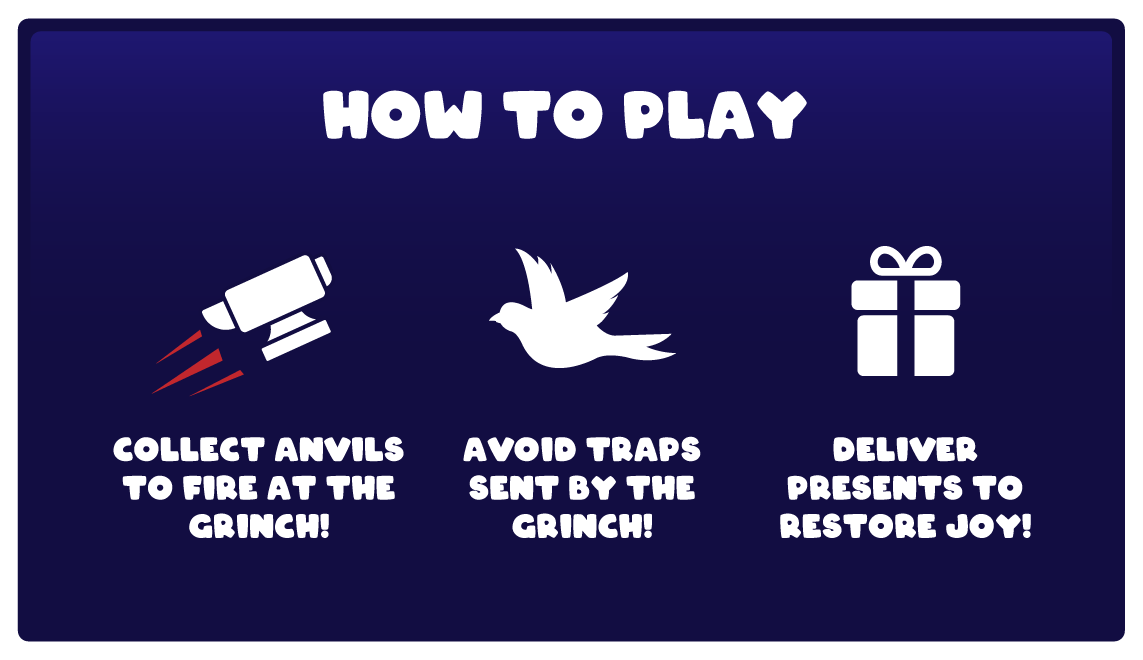 HOW TO PLAY
COLLECT ANVILS
TO FIRE AT THE
GRINCH!
AVOID TRAPS
SENT BY THE
GRINCH!
DELIVER
PRESENTS TO
RESTORE JOY!